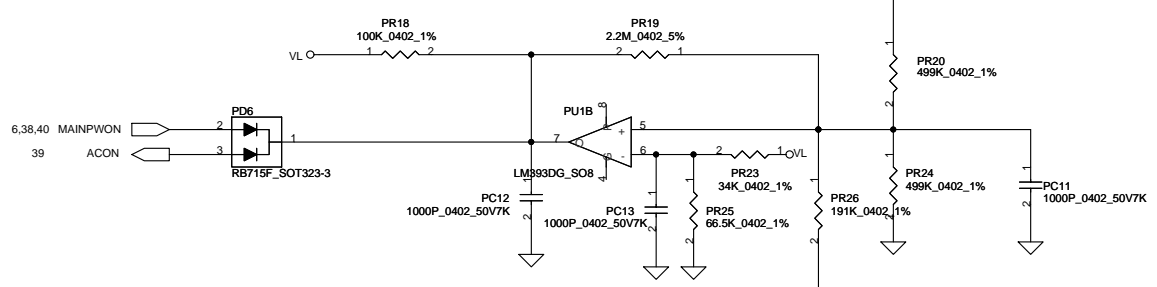 PR18
100K_0402_1%
VL
1
2
PR19
2.2M_0402_5%
2
1
1
PR20
499K_0402_1%
2
6,38,40 MAINPWON
39 ACON
PD6
2
3
1
RB715F_SOT323-3
PU1B
8
P
+
-
O
G
7
5
6
4
LM393DG_SO8
2
1
VL
PR23
34K_0402_1%
1
PC12
1000P_0402_50V7K
2
1
PC13
1000P_0402_50V7K
2
1
PR25
66.5K_0402_1%
2
1
PR26
191K_0402_1%
2
1
PR24
499K_0402_1%
2
1
PC11
1000P_0402_50V7K
2